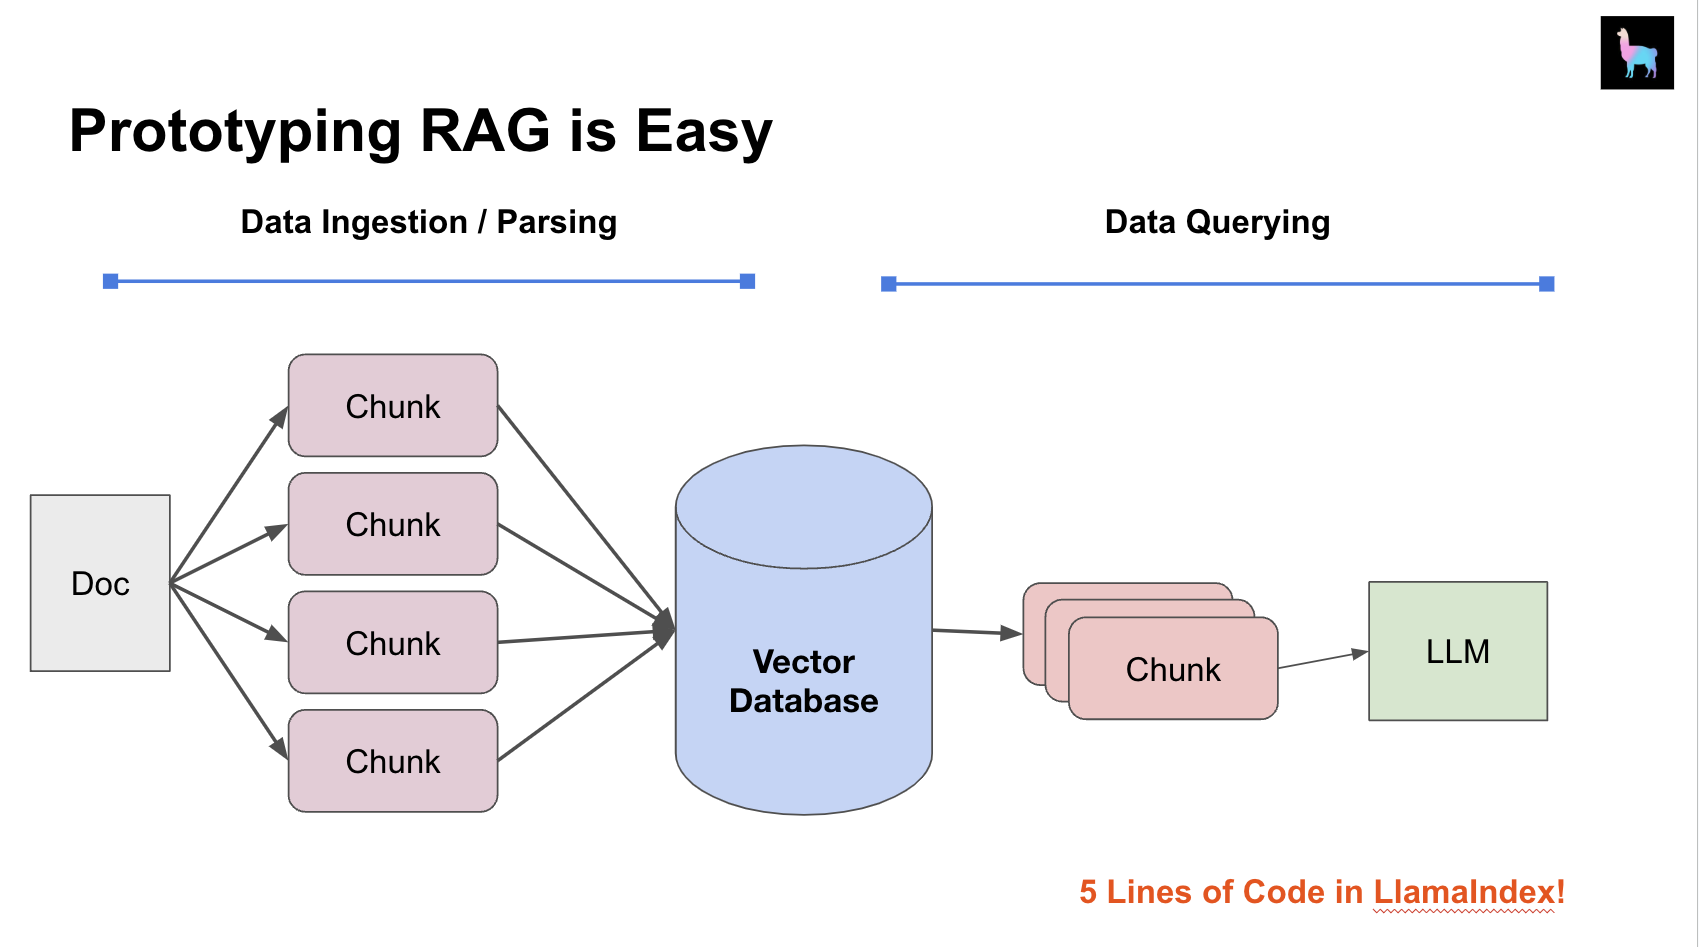 Prototyping RAG is Easy
Data Ingestion / Parsing
Data Querying
Chunk
Chunk
Doc
Chunk
Chunk
Vector
Database
Chunk
LLM
5 Lines of Code in LlamaIndex!